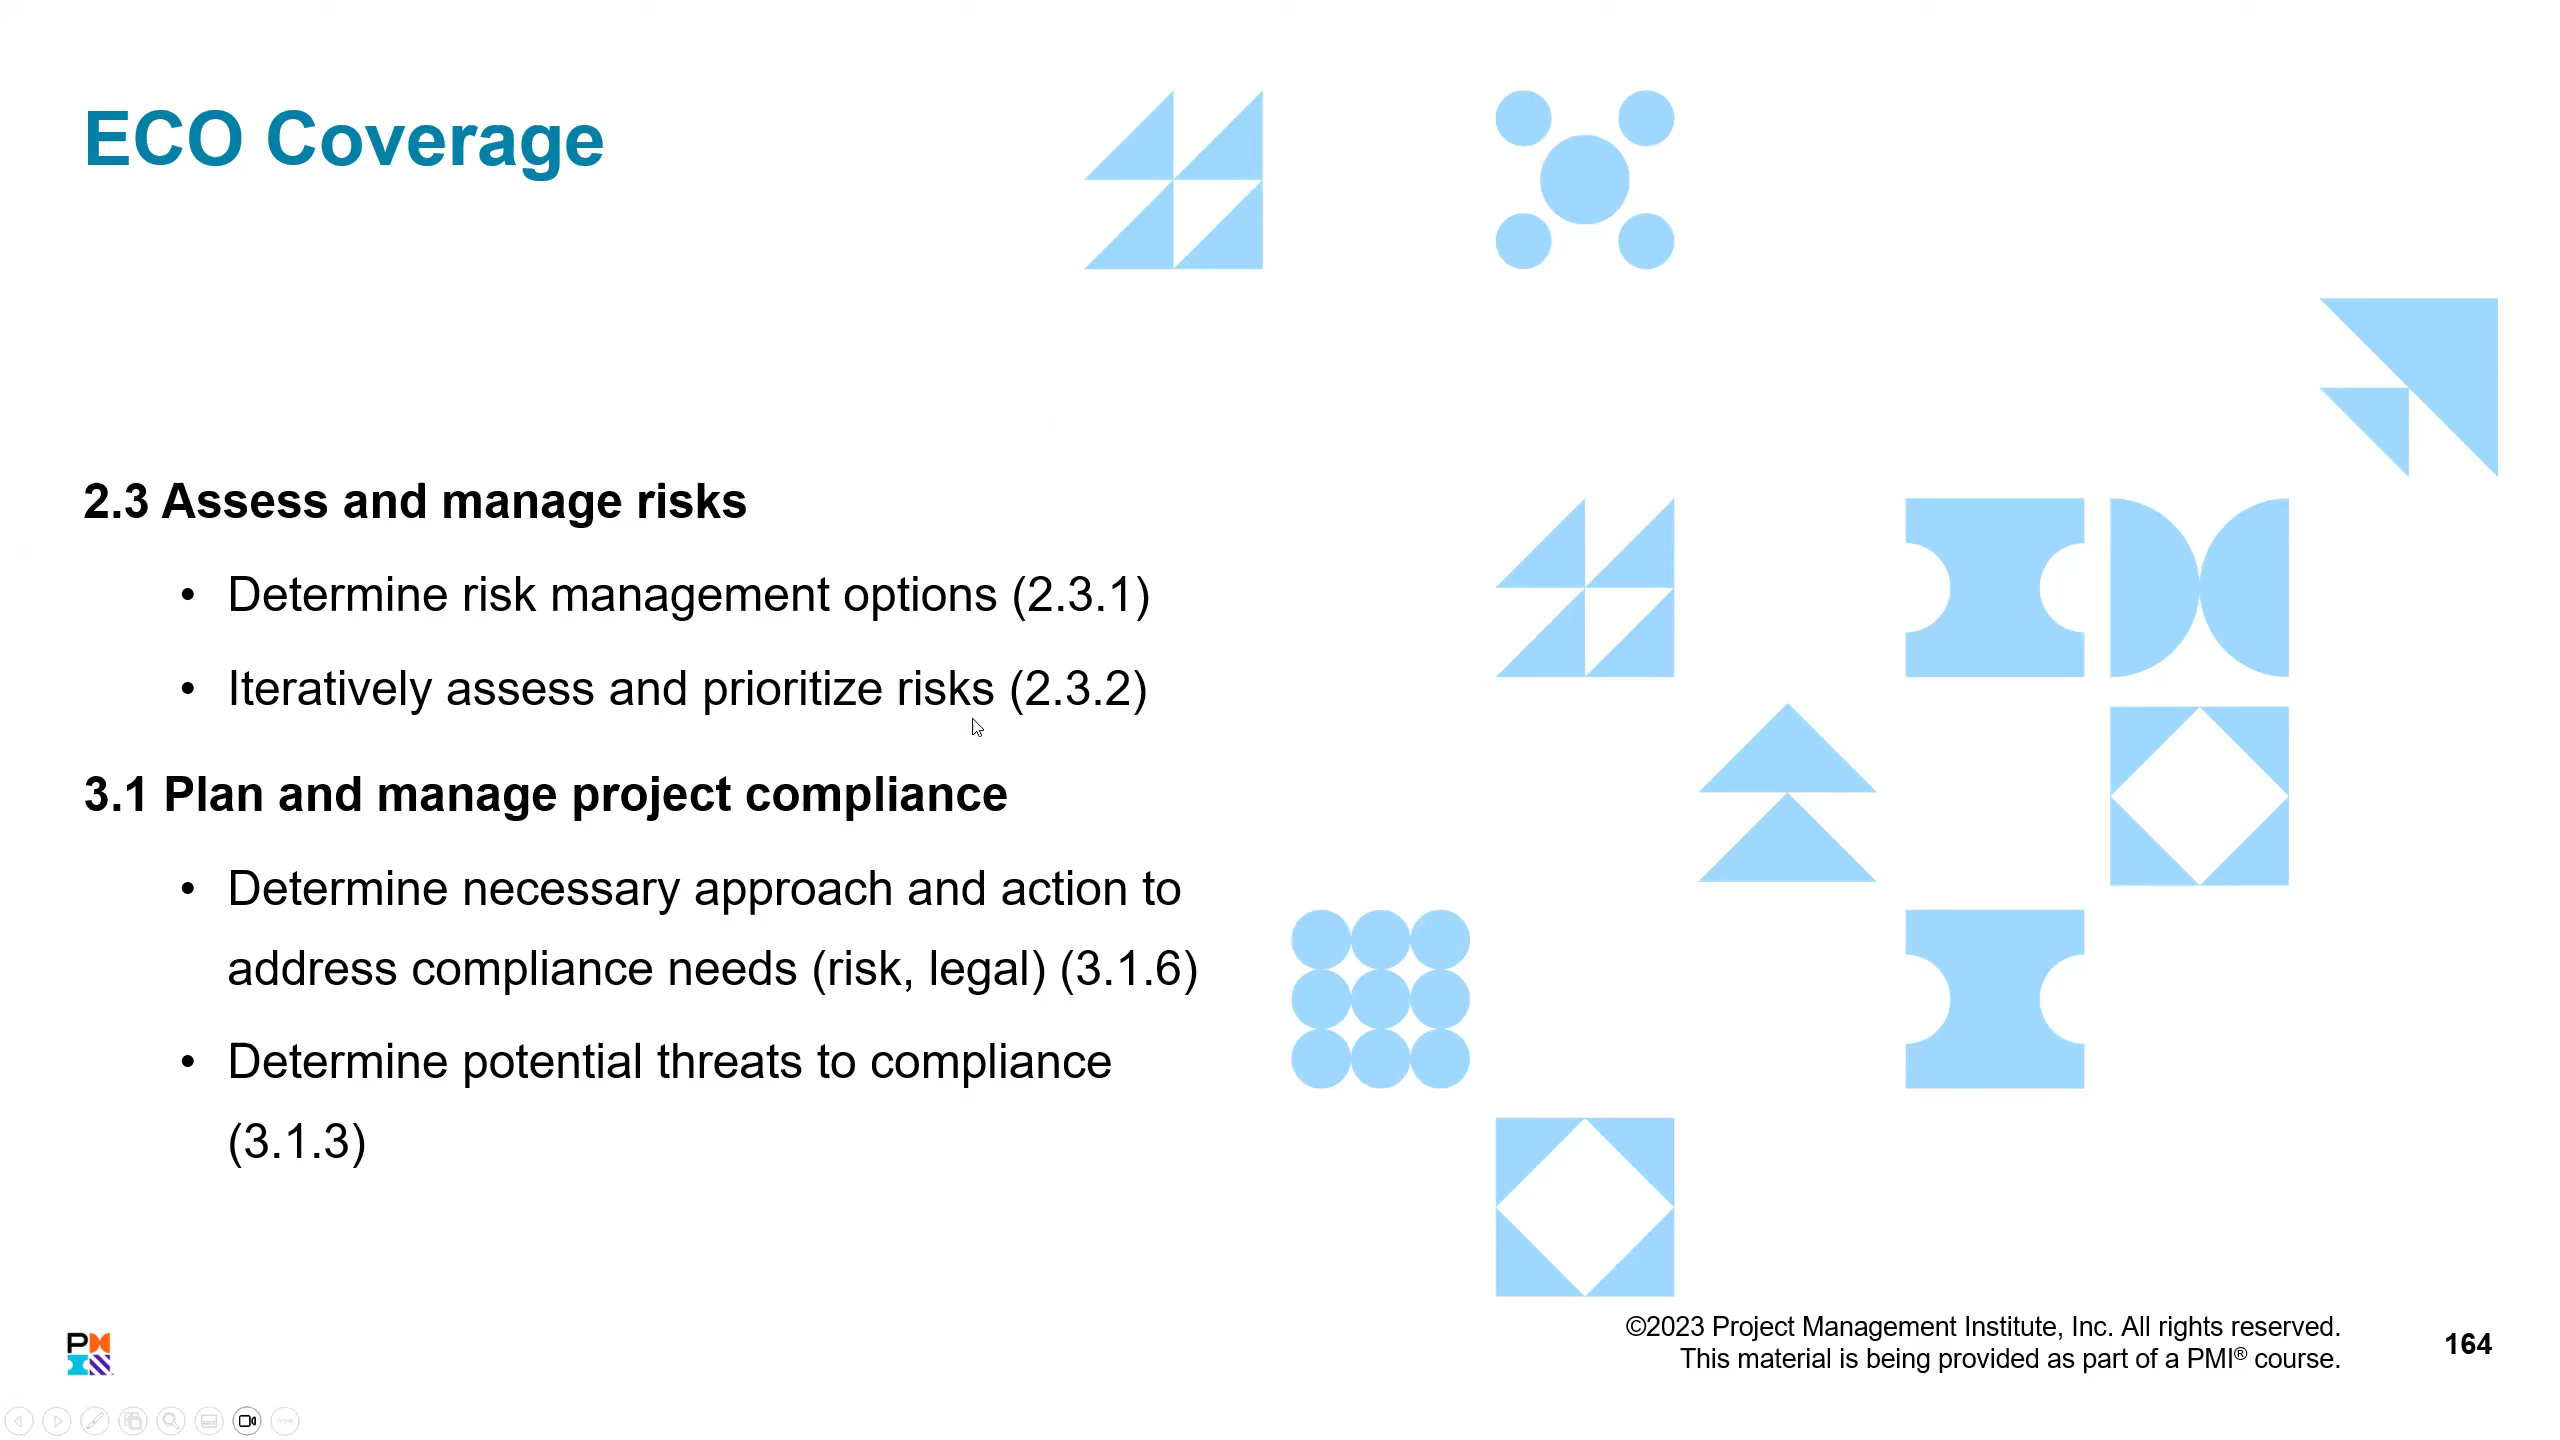 ECO Coverage
2.3 Assess and manage risks
• Determine risk management options (2.3.1)
• Iteratively assess and prioritize risks (2.3.2)
3.1 Plan and manage project compliance
• Determine necessary approach and action to
address compliance needs (risk, legal) (3.1.6)
• Determine potential threats to compliance
(3.1.3)
©2023 Project Management Institute, Inc. All rights reserved.
This material is being provided as part of a PMI® course.
164